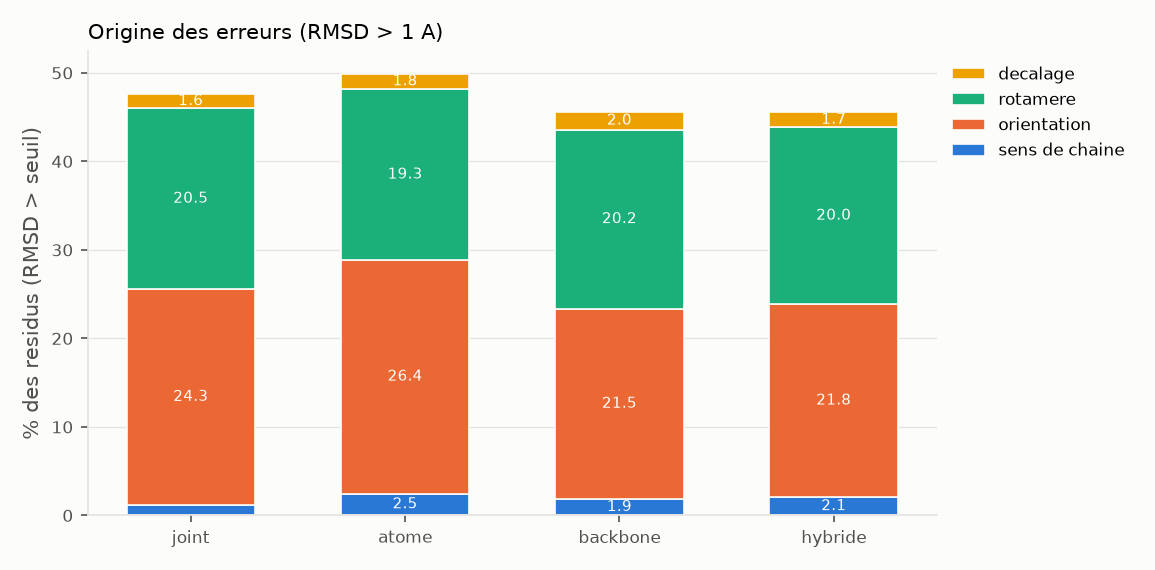 Origine des erreurs (RMSD > 1 A)
% des residus (RMSD > seuil)
50
40
30
20
10
0
1.6
20.5
24.3
1.8
19.3
26.4
2.5
2.0
20.2
21.5
1.9
1.7
20.0
21.8
2.1
joint
atome
backbone
hybride
decalage
rotamere
orientation
sens de chaine